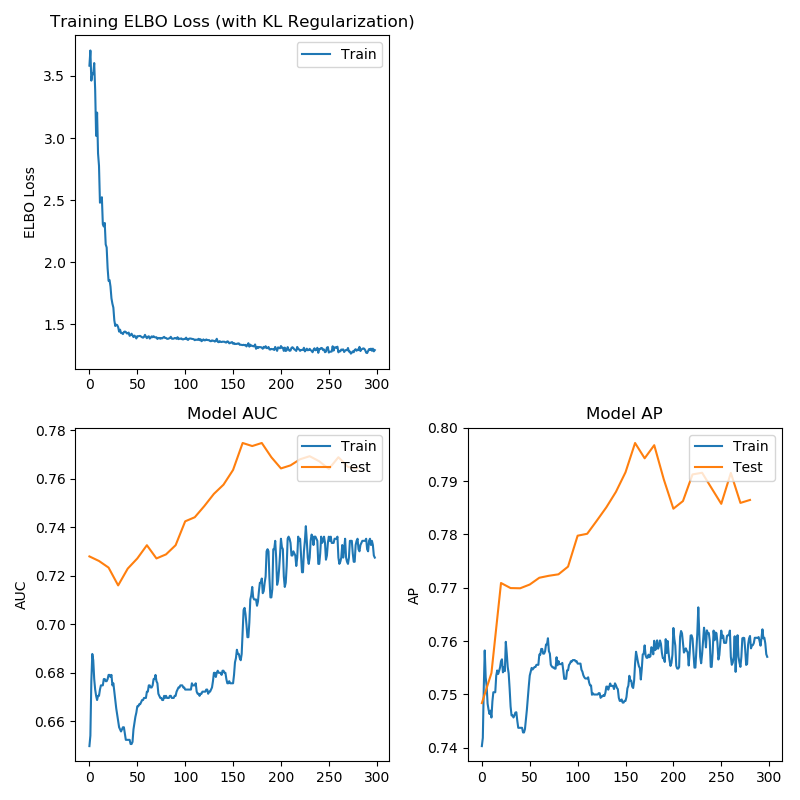 Training ELBO Loss (with KL Regularization)
Train
3.5
3.0
2.5
2.0
1.5
ELBO Loss
0 50 100 150 200 250 300
Model AUC
Train
Test
0.78
0.76
0.74
0.72
0.70
0.68
0.66
AUC
0 50 100 150 200 250 300
Model AP
Train
Test
0.80
0.79
0.78
0.77
0.76
0.75
0.74
AP
0 50 100 150 200 250 300